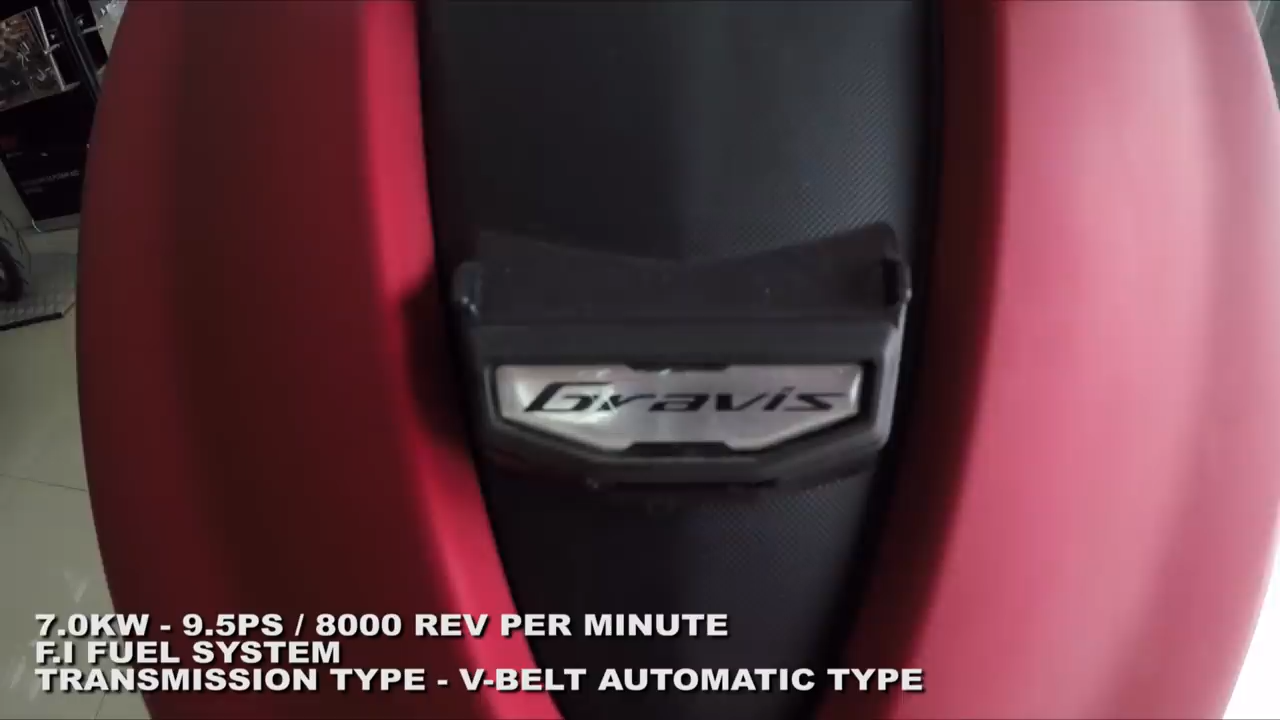 Gravis
7.0KW - 9.5PS / 8000 REV PER MINUTE
F.I FUEL SYSTEM
TRANSMISSION TYPE - V-BELT AUTOMATIC TYPE